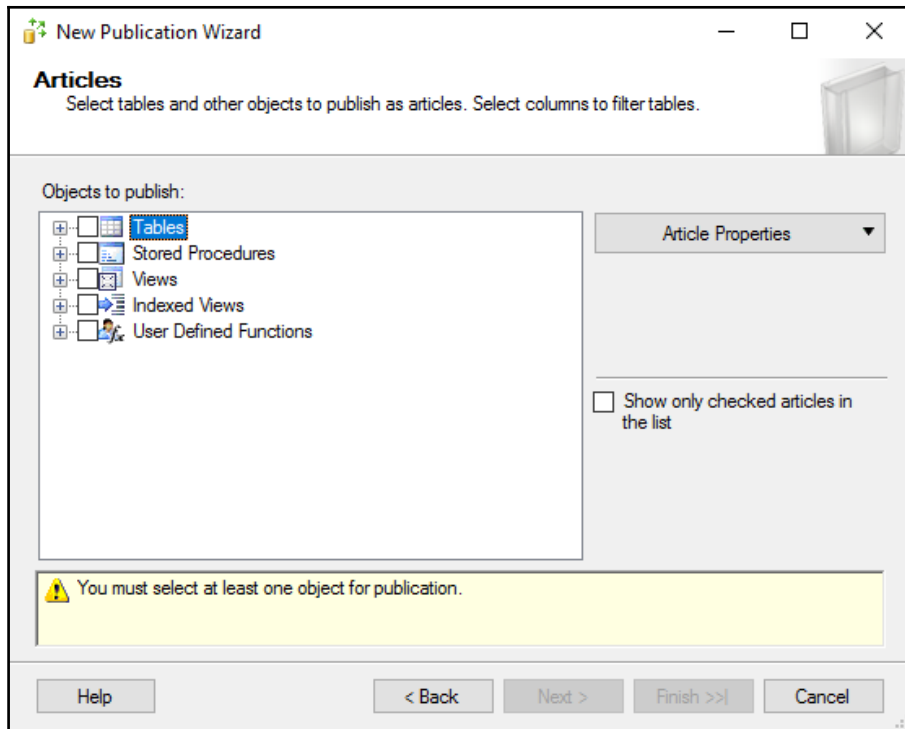 New Publication Wizard
Articles
Select tables and other objects to publish as articles. Select columns to filter tables.
Objects to publish:
Tables
Stored Procedures
Views
Indexed Views
User Defined Functions
Article Properties
Show only checked articles in
the list
You must select at least one object for publication.
Help
< Back
Next >
Finish >>|
Cancel